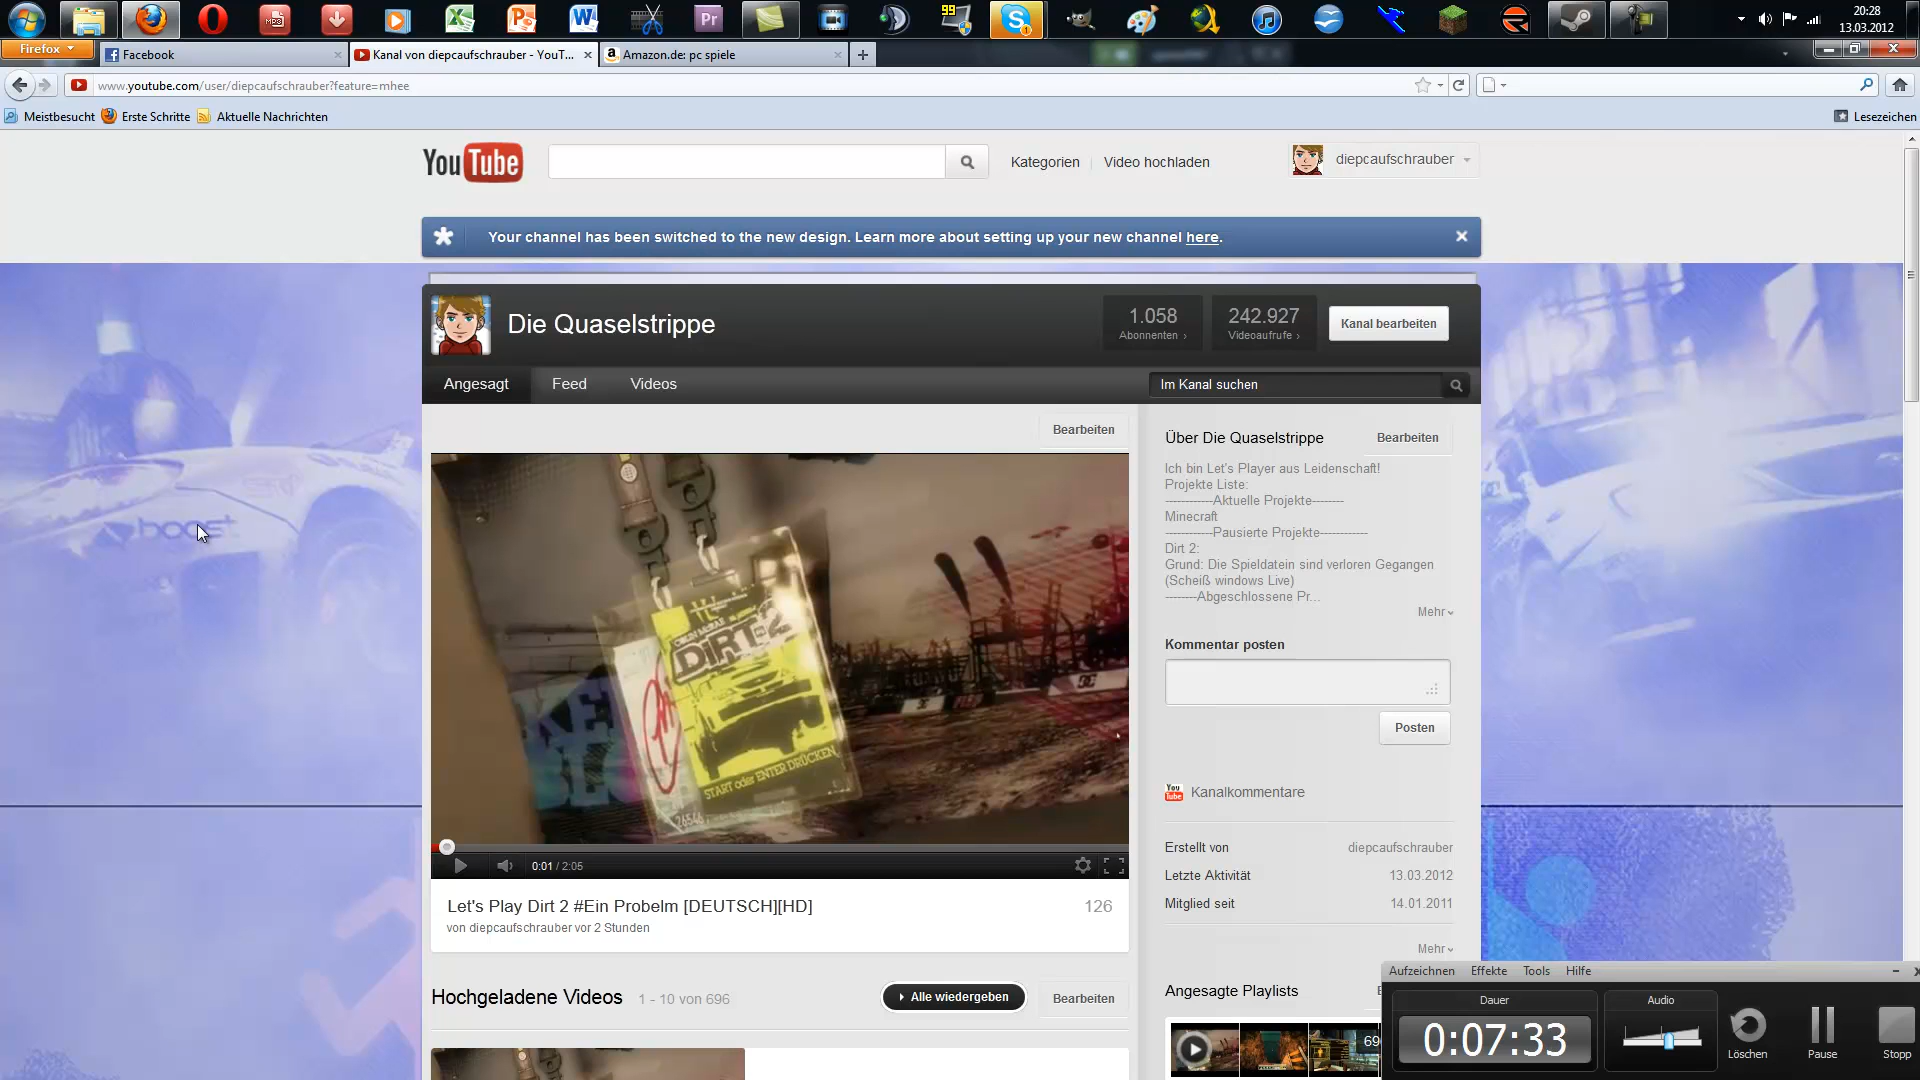 99
20:28
13.03.2012
Firefox
Facebook
Kanal von diepcaufschrauber - YouT...
Amazon.de: pc spiele
www.youtube.com/user/diepcaufschrauber?feature=mhee
Meistbesucht
Erste Schritte
Aktuelle Nachrichten
Lesezeichen
YouTube
Kategorien
Video hochladen
diepcaufschrauber
Your channel has been switched to the new design. Learn more about setting up your new channel here.
Die Quaselstrippe
1.058
Abonnenten ›
242.927
Videoaufrufe ›
Kanal bearbeiten
Angesagt
Feed
Videos
Im Kanal suchen
Bearbeiten
DiRT 2
START oder ENTER DRÜCKEN
0:01 / 2:05
Let's Play Dirt 2 #Ein Probelm [DEUTSCH][HD]
126
von diepcaufschrauber vor 2 Stunden
Hochgeladene Videos
1 - 10 von 696
Alle wiedergeben
Bearbeiten
Über Die Quaselstrippe
Bearbeiten
Ich bin Let's Player aus Leidenschaft!
Projekte Liste:
------------Aktuelle Projekte--------
Minecraft
------------Pausierte Projekte------------
Dirt 2:
Grund: Die Spieldatein sind verloren Gegangen
(Scheiß windows Live)
--------Abgeschlossene Pr...
Mehr
Kommentar posten
Posten
Kanalkommentare
Erstellt von
diepcaufschrauber
Letzte Aktivität
13.03.2012
Mitglied seit
14.01.2011
Mehr
Angesagte Playlists
69
boost
Aufzeichnen
Effekte
Tools
Hilfe
Dauer
0:07:33
Audio
Löschen
Pause
Stopp